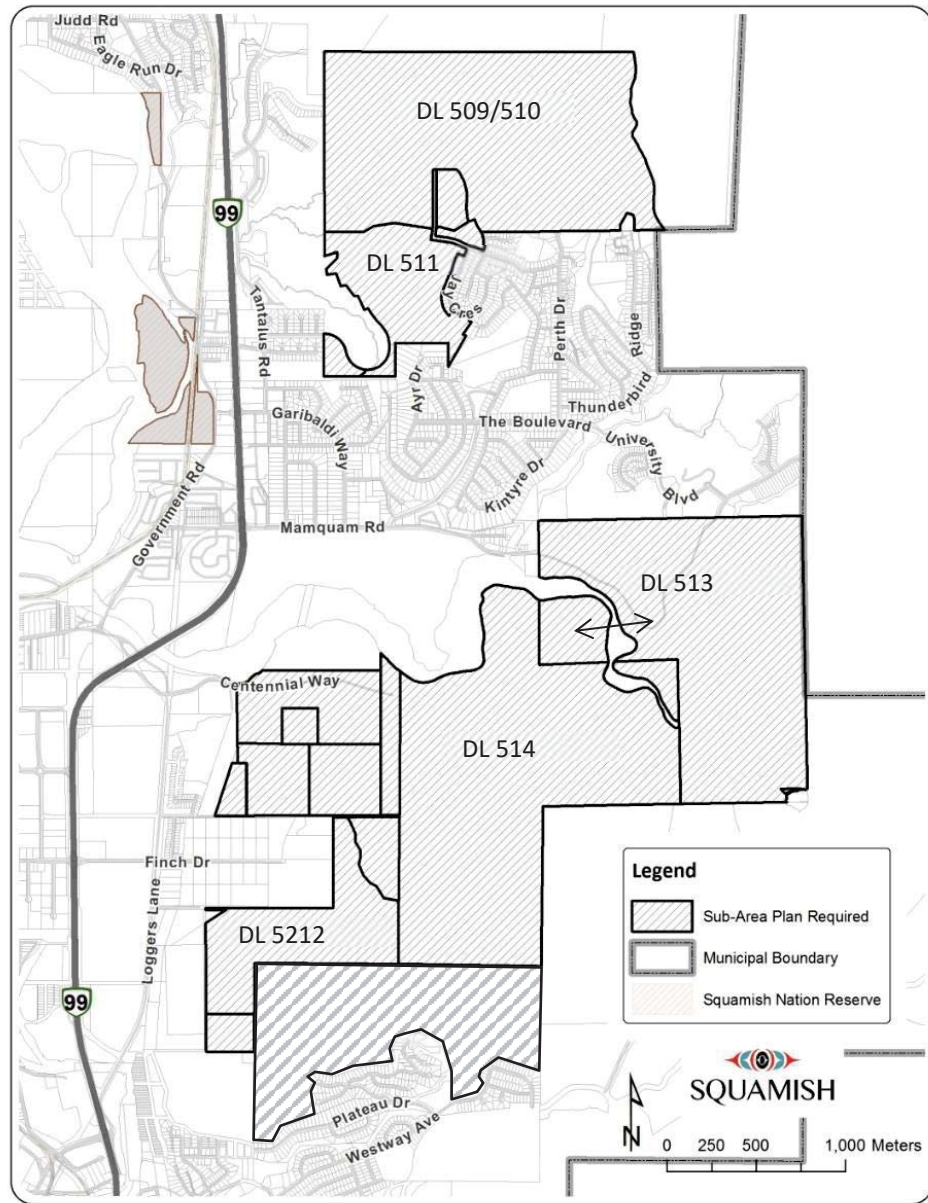 Judd Rd
Eagle Run Dr
DL 509/510
99
DL 511
Jay Cres
Tantalus Rd
Perth Dr
Ridge
Ayr Dr
Thunderbird
Garibaldi Way
The Boulevard
University
Blvd
Kintyre Dr
Government Rd
Mamquam Rd
DL 513
Centennial Way
DL 514
Finch Dr
Loggers Lane
DL 5212
99
Plateau Dr
Westway Ave
Legend
Sub-Area Plan Required
Municipal Boundary
Squamish Nation Reserve
SQUAMISH
N
0 250 500 1,000 Meters